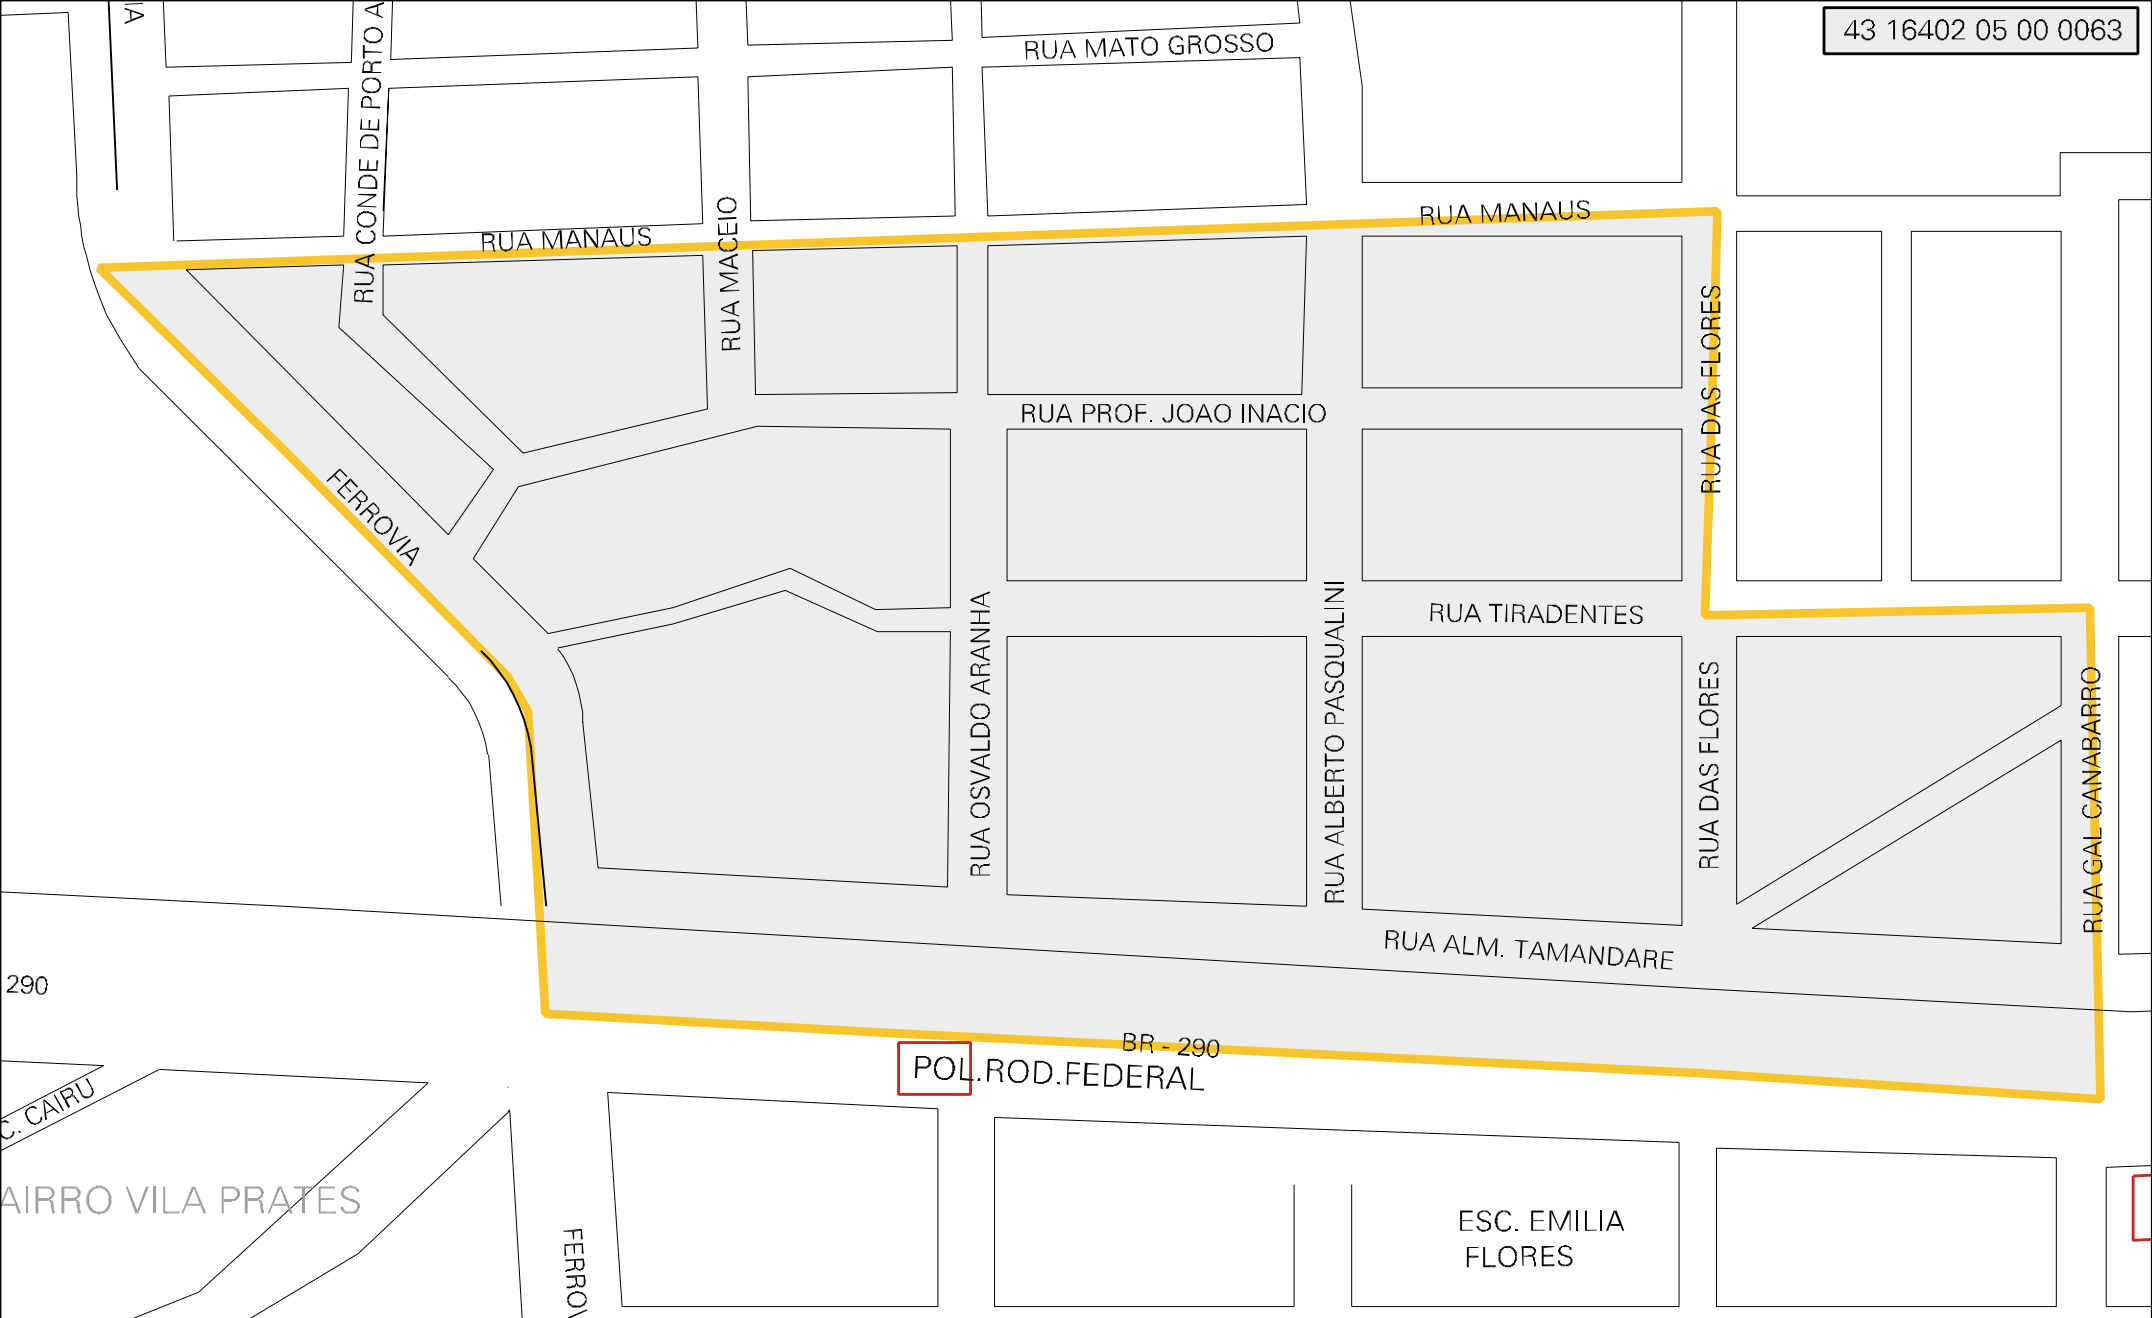 43 16402 05 00 0063
RUA MATO GROSSO
RUA CONDE DE PORTO A
RUA MACEIO
RUA MANAUS
RUA MANAUS
RUA DAS FLORES
RUA PROF. JOAO INACIO
FERROVIA
RUA OSVALDO ARANHA
RUA ALBERTO PASQUALINI
RUA TIRADENTES
RUA DAS FLORES
RUA GAL CANABARRO
RUA ALM. TAMANDARE
290
BR - 290
POL.ROD.FEDERAL
C. CAIRU
AIRRO VILA PRATES
ESC. EMILIA
FLORES
FERROV